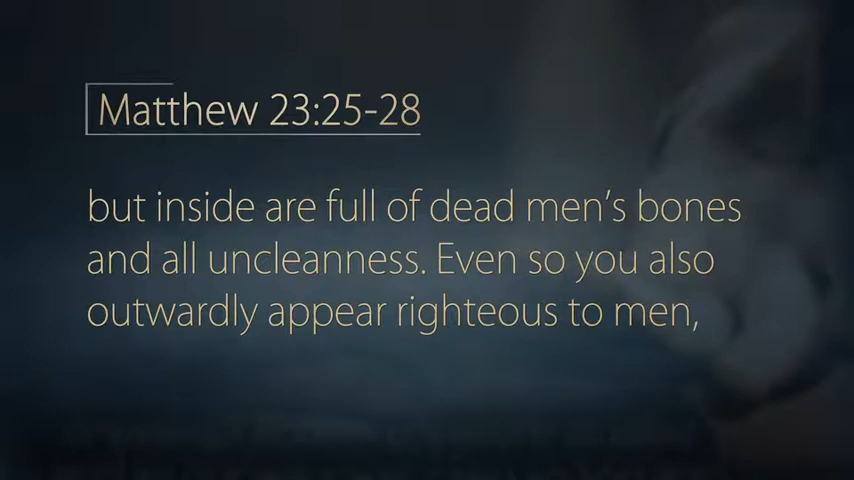 Matthew 23:25-28
but inside are full of dead men's bones
and all uncleanness. Even so you also
outwardly appear righteous to men,